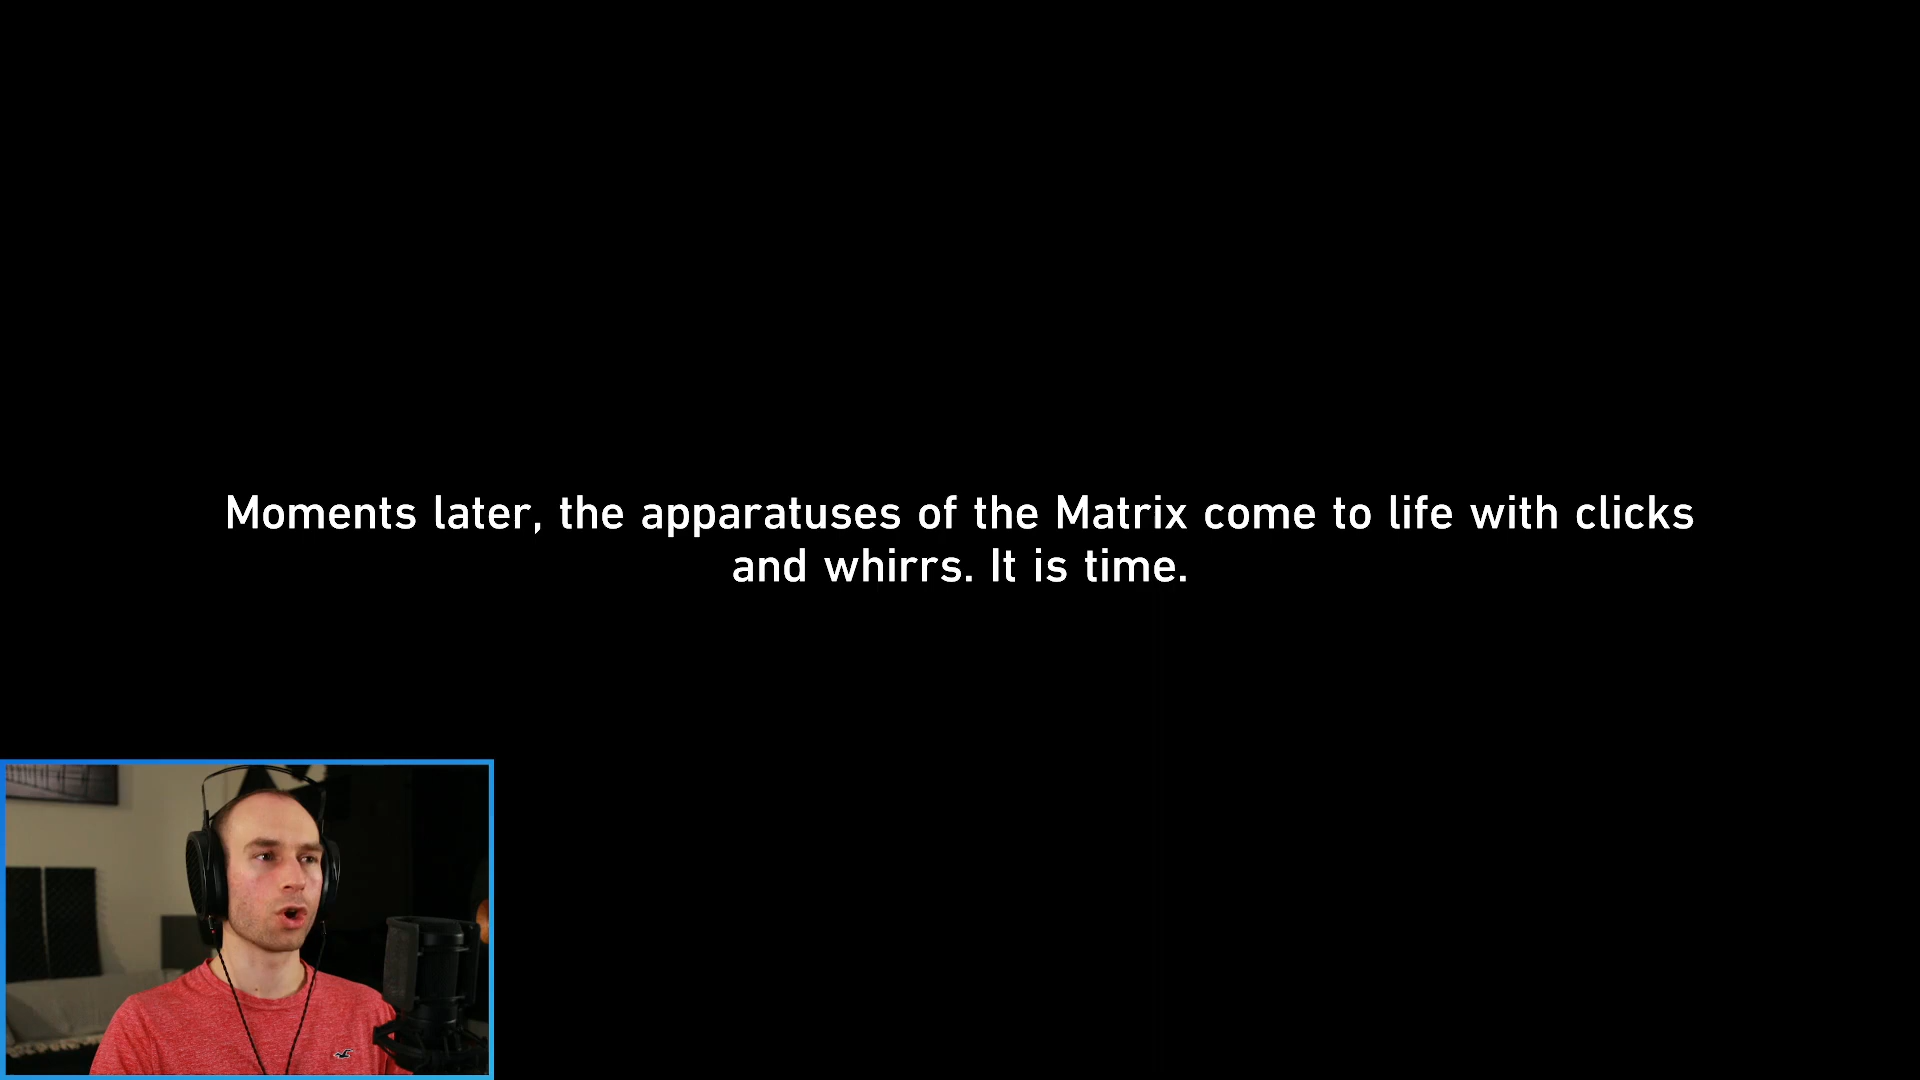 Moments later, the apparatuses of the Matrix come to life with clicks
and whirrs. It is time.